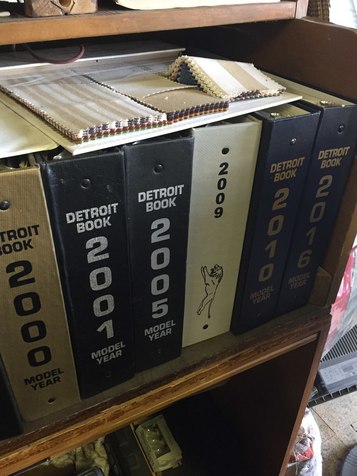 TROIT
BOOK
2000
MODEL
YEAR
DETROIT
BOOK
2001
MODEL
YEAR
DETROIT
BOOK
2005
MODEL
YEAR
2009
DETROIT
BOOK
2010
MODEL
YEAR
DETROIT
BOOK
2016
MODEL
YEAR